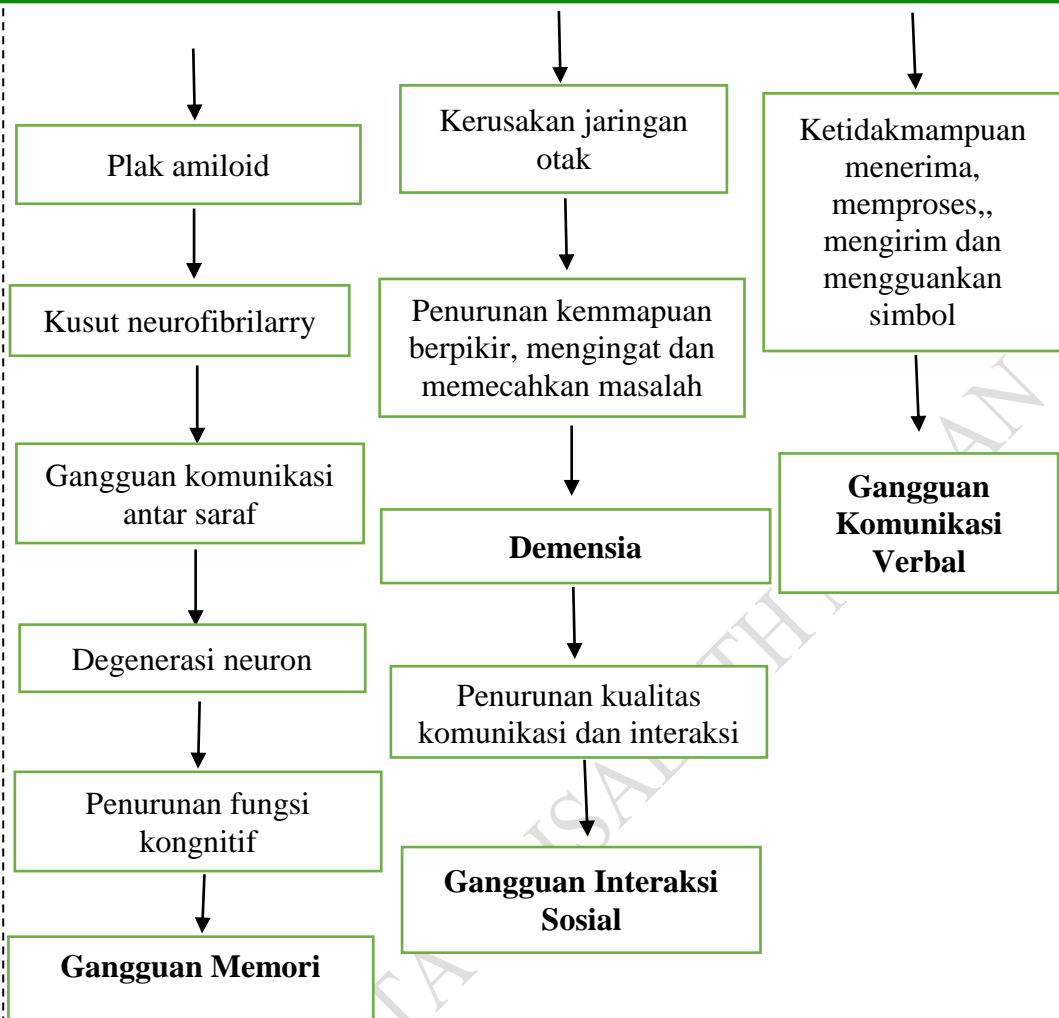 Plak amiloid
Kusut neurofibrilarry
Gangguan komunikasi
antar saraf
Degenerasi neuron
Penurunan fungsi
kongnitif
Gangguan Memori
Kerusakan jaringan
otak
Penurunan kemmapuan
berpikir, mengingat dan
memecahkan masalah
Demensia
Penurunan kualitas
komunikasi dan interaksi
Gangguan Interaksi
Sosial
Ketidakmampuan
menerima,
memproses,,
mengirim dan
mengguankan
simbol
Gangguan
Komunikasi
Verbal